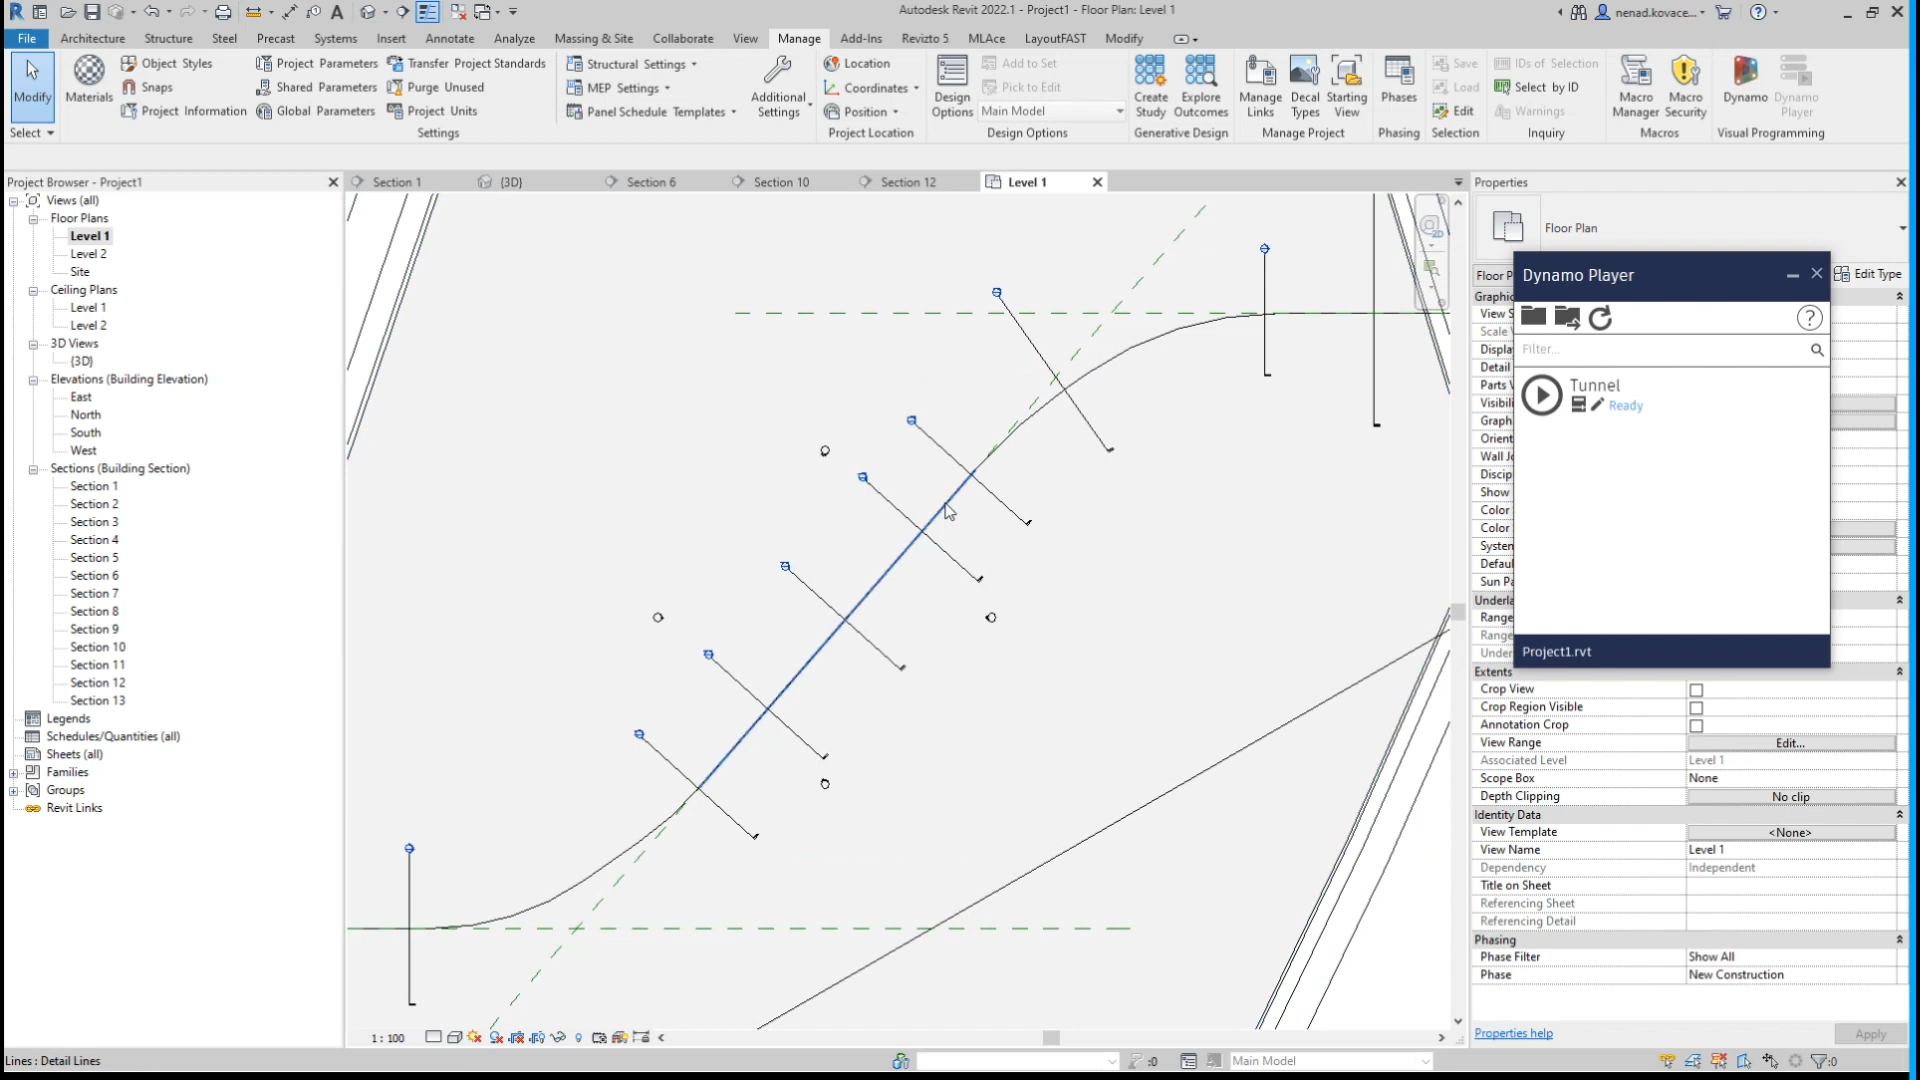 Autodesk Revit 2022.1 - Project1 - Floor Plan: Level 1
nenad.kovace...
File Architecture Structure Steel Precast Systems Insert Annotate Analyze Massing & Site Collaborate View Manage Add-Ins Revizto 5 MLAce LayoutFAST Modify
Modify
Select
Materials
Object Styles
Snaps
Project Information
Project Parameters
Shared Parameters
Global Parameters
Transfer Project Standards
Purge Unused
Project Units
Settings
Structural Settings
MEP Settings
Panel Schedule Templates
Additional Settings
Location
Coordinates
Position
Project Location
Design Options
Add to Set
Pick to Edit
Main Model
Design Options
Create Study
Explore Outcomes
Generative Design
Manage Links
Decal Types
Starting View
Manage Project
Phases
Phasing
Save
Load
Edit
Selection
IDs of Selection
Select by ID
Warnings
Inquiry
Macro Manager
Macro Security
Macros
Dynamo
Dynamo Player
Visual Programming
Project Browser - Project1
Section 1
{3D}
Section 6
Section 10
Section 12
Level 1
Properties
Views (all)
Floor Plans
Level 1
Level 2
Site
Ceiling Plans
Level 1
Level 2
3D Views
{3D}
Elevations (Building Elevation)
East
North
South
West
Sections (Building Section)
Section 1
Section 2
Section 3
Section 4
Section 5
Section 6
Section 7
Section 8
Section 9
Section 10
Section 11
Section 12
Section 13
Legends
Schedules/Quantities (all)
Sheets (all)
Families
Groups
Revit Links
Floor Plan
Edit Type
Dynamo Player
Filter...
Tunnel
Ready
Project1.rvt
Extents
Crop View
Crop Region Visible
Annotation Crop
View Range Edit...
Associated Level Level 1
Scope Box None
Depth Clipping No clip
Identity Data
View Template <None>
View Name Level 1
Dependency Independent
Title on Sheet
Referencing Sheet
Referencing Detail
Phasing
Phase Filter Show All
Phase New Construction
Properties help
Apply
1 : 100
Lines : Detail Lines
:0
Main Model
:0